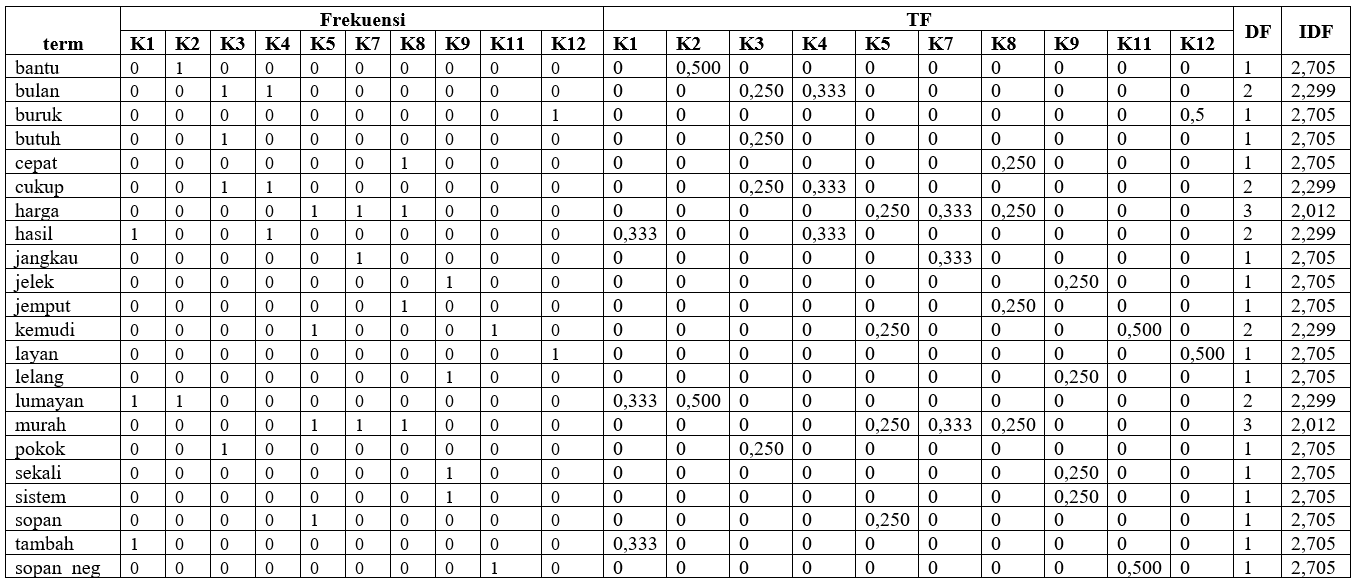 Frekuensi TF
term K1 K2 K3 K4 K5 K7 K8 K9 K11 K12 K1 K2 K3 K4 K5 K7 K8 K9 K11 K12 DF IDF
bantu 0 1 0 0 0 0 0 0 0 0 0 0,500 0 0 0 0 0 0 0 0 1 2,705
bulan 0 0 1 1 0 0 0 0 0 0 0 0 0,250 0,333 0 0 0 0 0 0 2 2,299
buruk 0 0 0 0 0 0 0 0 0 1 0 0 0 0 0 0 0 0 0 0,5 1 2,705
butuh 0 0 1 0 0 0 0 0 0 0 0 0 0,250 0 0 0 0 0 0 0 1 2,705
cepat 0 0 0 0 0 0 1 0 0 0 0 0 0 0 0 0 0,250 0 0 0 1 2,705
cukup 0 0 1 1 0 0 0 0 0 0 0 0 0,250 0,333 0 0 0 0 0 0 2 2,299
harga 0 0 0 0 1 1 1 0 0 0 0 0 0 0 0,250 0,333 0,250 0 0 0 3 2,012
hasil 1 0 0 1 0 0 0 0 0 0 0,333 0 0 0,333 0 0 0 0 0 0 2 2,299
jangkau 0 0 0 0 0 1 0 0 0 0 0 0 0 0 0 0,333 0 0 0 0 1 2,705
jelek 0 0 0 0 0 0 0 1 0 0 0 0 0 0 0 0 0 0,250 0 0 1 2,705
jemput 0 0 0 0 0 0 1 0 0 0 0 0 0 0 0 0 0,250 0 0 0 1 2,705
kemudi 0 0 0 0 1 0 0 0 1 0 0 0 0 0 0,250 0 0 0 0,500 0 2 2,299
layan 0 0 0 0 0 0 0 0 0 1 0 0 0 0 0 0 0 0 0 0,500 1 2,705
lelang 0 0 0 0 0 0 0 1 0 0 0 0 0 0 0 0 0 0,250 0 0 1 2,705
lumayan 1 1 0 0 0 0 0 0 0 0 0,333 0,500 0 0 0 0 0 0 0 0 2 2,299
murah 0 0 0 0 1 1 1 0 0 0 0 0 0 0 0,250 0,333 0,250 0 0 0 3 2,012
pokok 0 0 1 0 0 0 0 0 0 0 0 0 0,250 0 0 0 0 0 0 0 1 2,705
sekali 0 0 0 0 0 0 0 1 0 0 0 0 0 0 0 0 0 0,250 0 0 1 2,705
sistem 0 0 0 0 0 0 0 1 0 0 0 0 0 0 0 0 0 0,250 0 0 1 2,705
sopan 0 0 0 0 1 0 0 0 0 0 0 0 0 0 0,250 0 0 0 0 0 1 2,705
tambah 1 0 0 0 0 0 0 0 0 0 0,333 0 0 0 0 0 0 0 0 0 1 2,705
sopan_neg 0 0 0 0 0 0 0 0 1 0 0 0 0 0 0 0 0 0 0,500 0 1 2,705